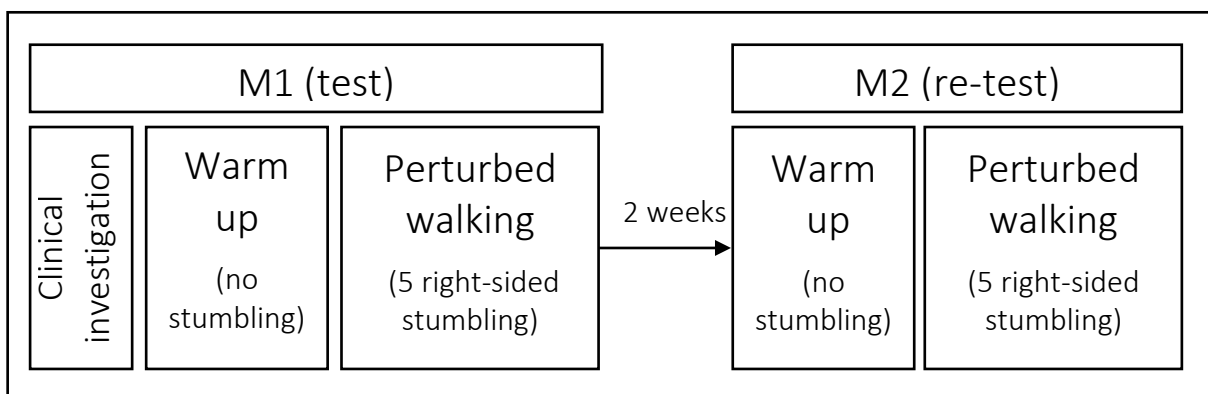 M1 (test)
Clinical
investigation
Warm
up
(no
stumbling)
Perturbed
walking
(5 right-sided
stumbling)
2 weeks
M2 (re-test)
Warm
up
(no
stumbling)
Perturbed
walking
(5 right-sided
stumbling)